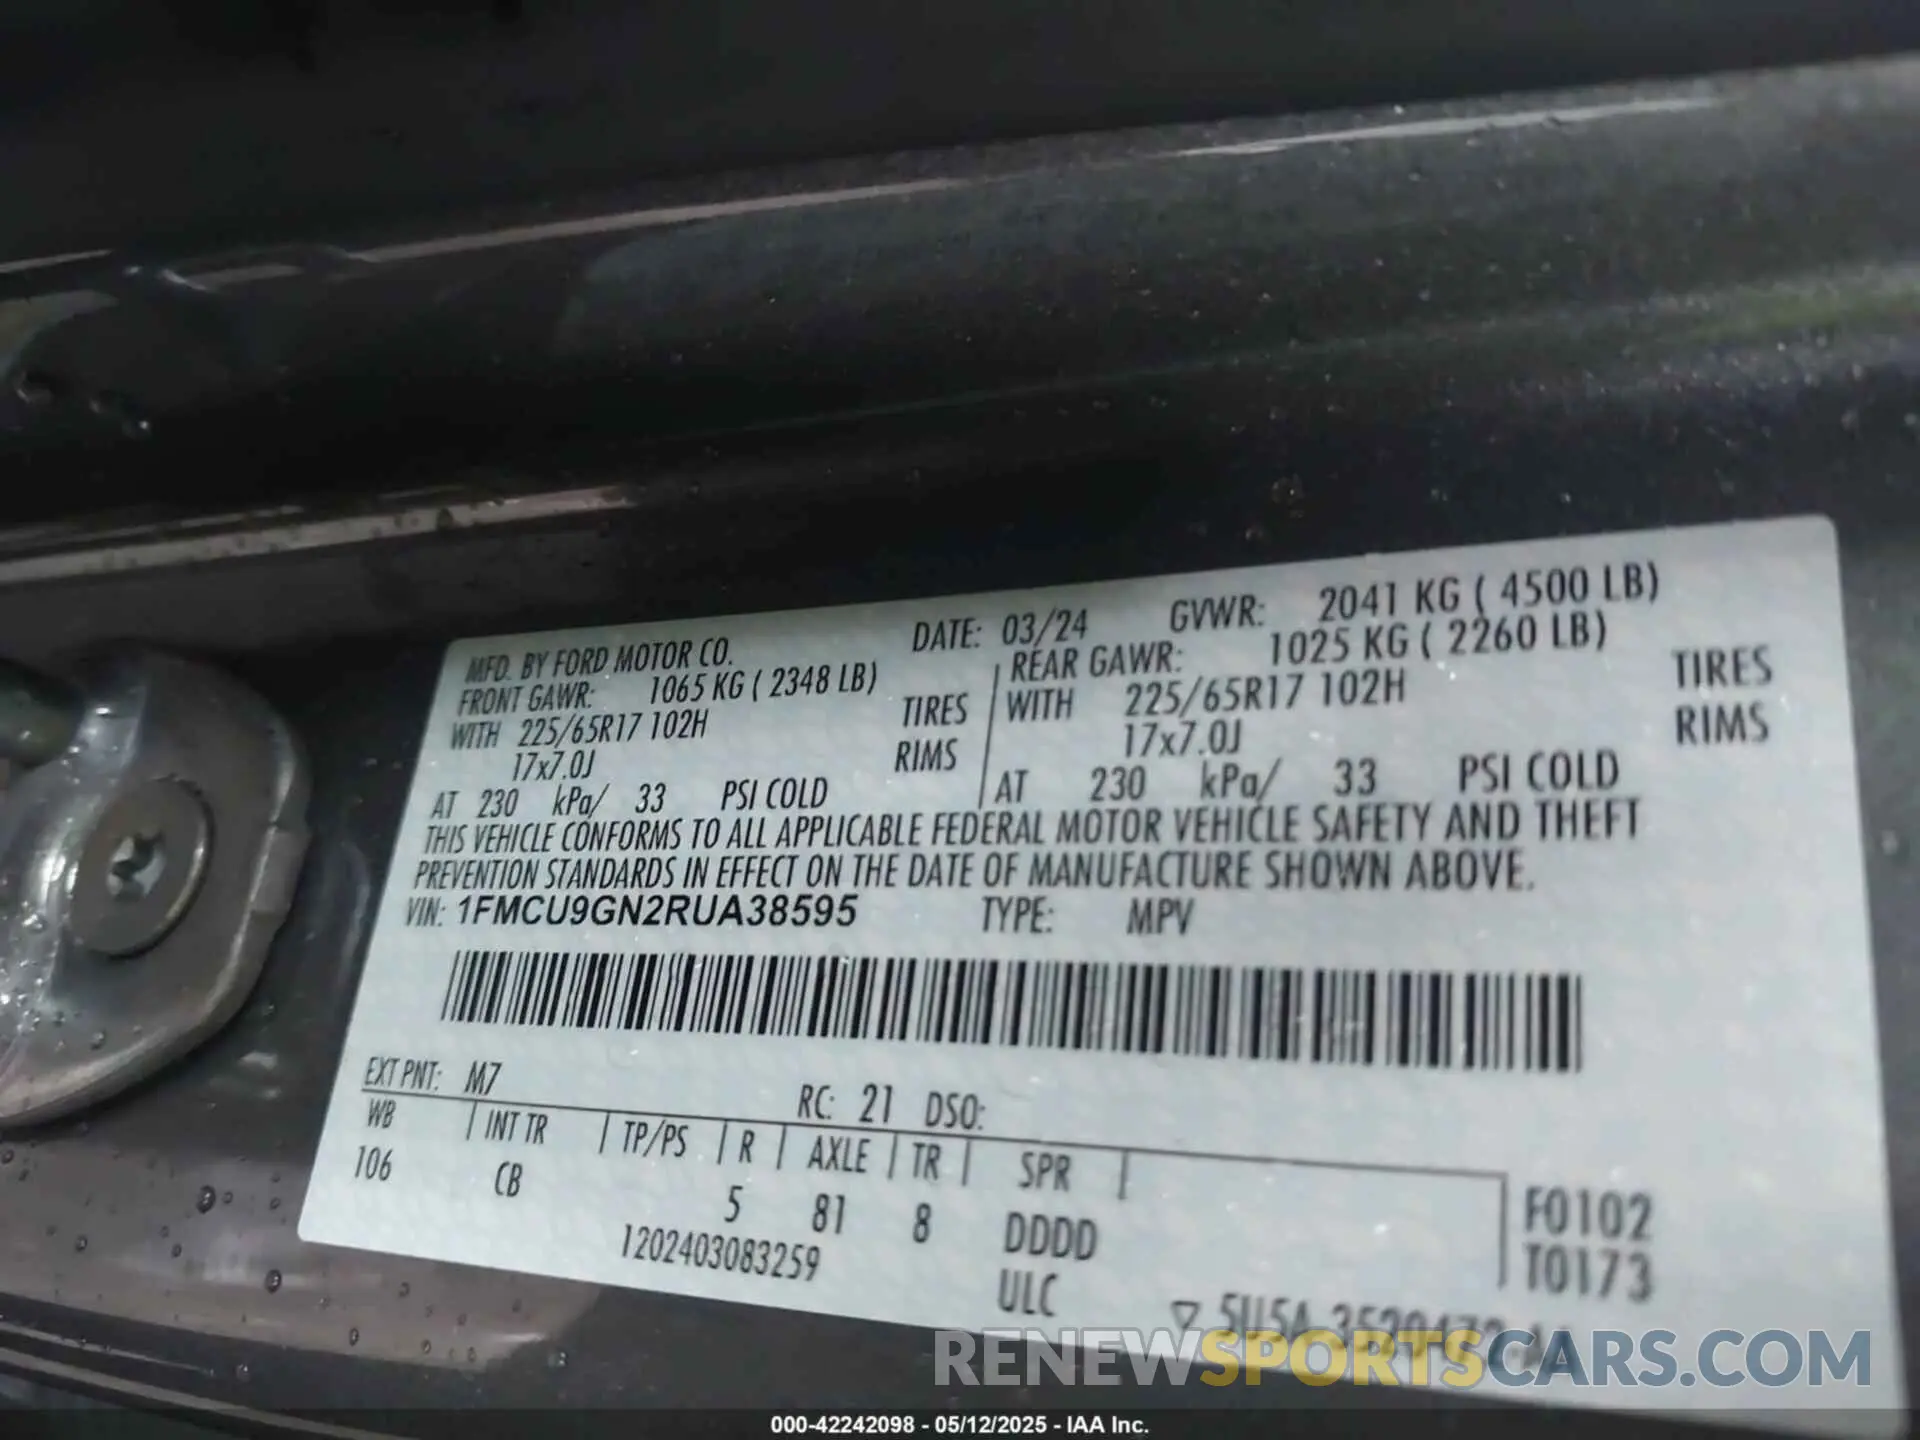 MFD. BY FORD MOTOR CO. DATE: 03/24 GVWR: 2041 KG ( 4500 LB)
FRONT GAWR: 1065 KG ( 2348 LB) REAR GAWR: 1025 KG ( 2260 LB)
WITH 225/65R17 102H TIRES WITH 225/65R17 102H TIRES
17x7.0J RIMS 17x7.0J RIMS
AT 230 kPa/ 33 PSI COLD AT 230 kPa/ 33 PSI COLD
THIS VEHICLE CONFORMS TO ALL APPLICABLE FEDERAL MOTOR VEHICLE SAFETY AND THEFT
PREVENTION STANDARDS IN EFFECT ON THE DATE OF MANUFACTURE SHOWN ABOVE.
VIN: 1FMCU9GN2RUA38595 TYPE: MPV
EXT PNT: M7 RC: 21 DSO:
WB INT TR TP/PS R AXLE TR SPR
106 CB 5 81 8 DDDD F0102
1202403083259 ULC T0173
5U5A
RENEWSPORTSCARS.COM
000-42242098 - 05/12/2025 - IAA Inc.